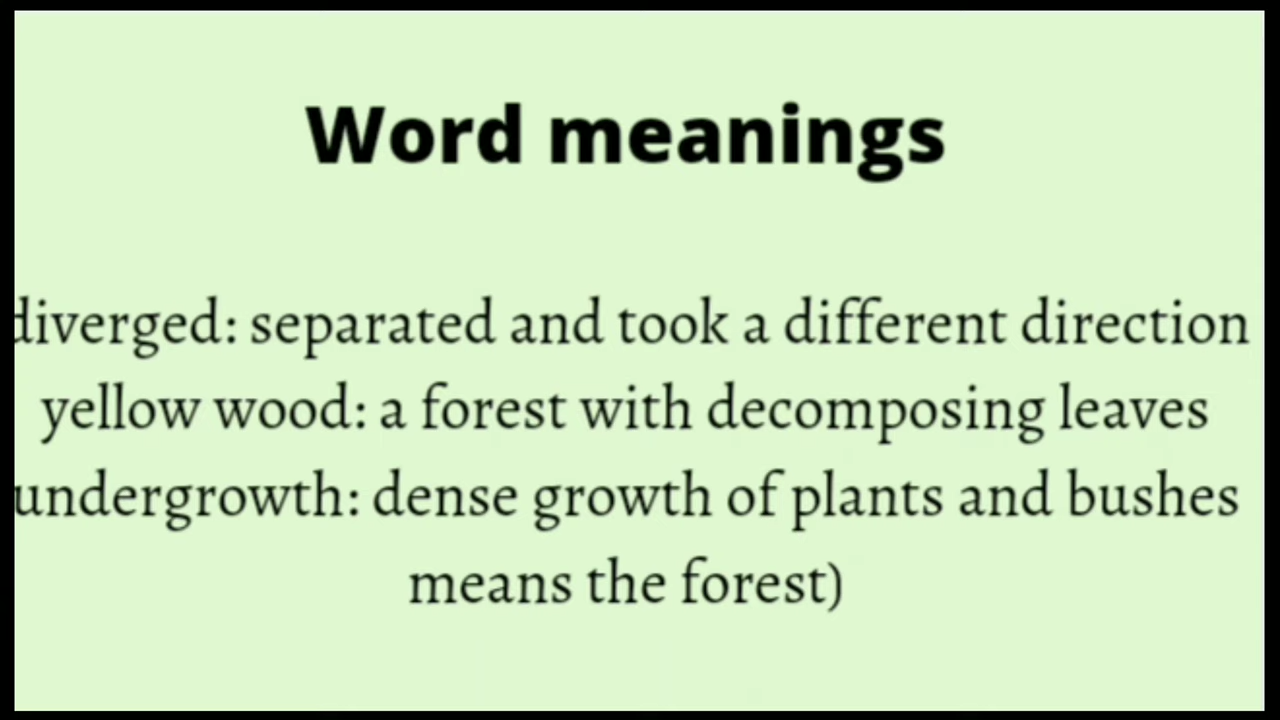 Word meanings
diverged: separated and took a different direction
yellow wood: a forest with decomposing leaves
undergrowth: dense growth of plants and bushes
means the forest)